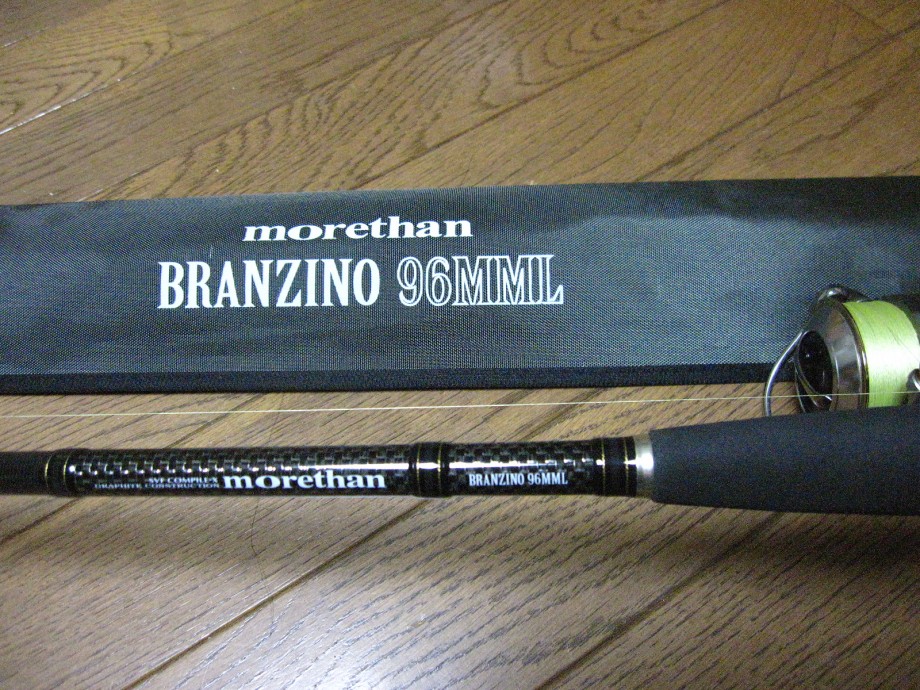 morethan
BRANZINO 96MML
SVF COMPILE-X
GRAPHITE CONSTRUCTION
morethan
BRANZINO 96MML